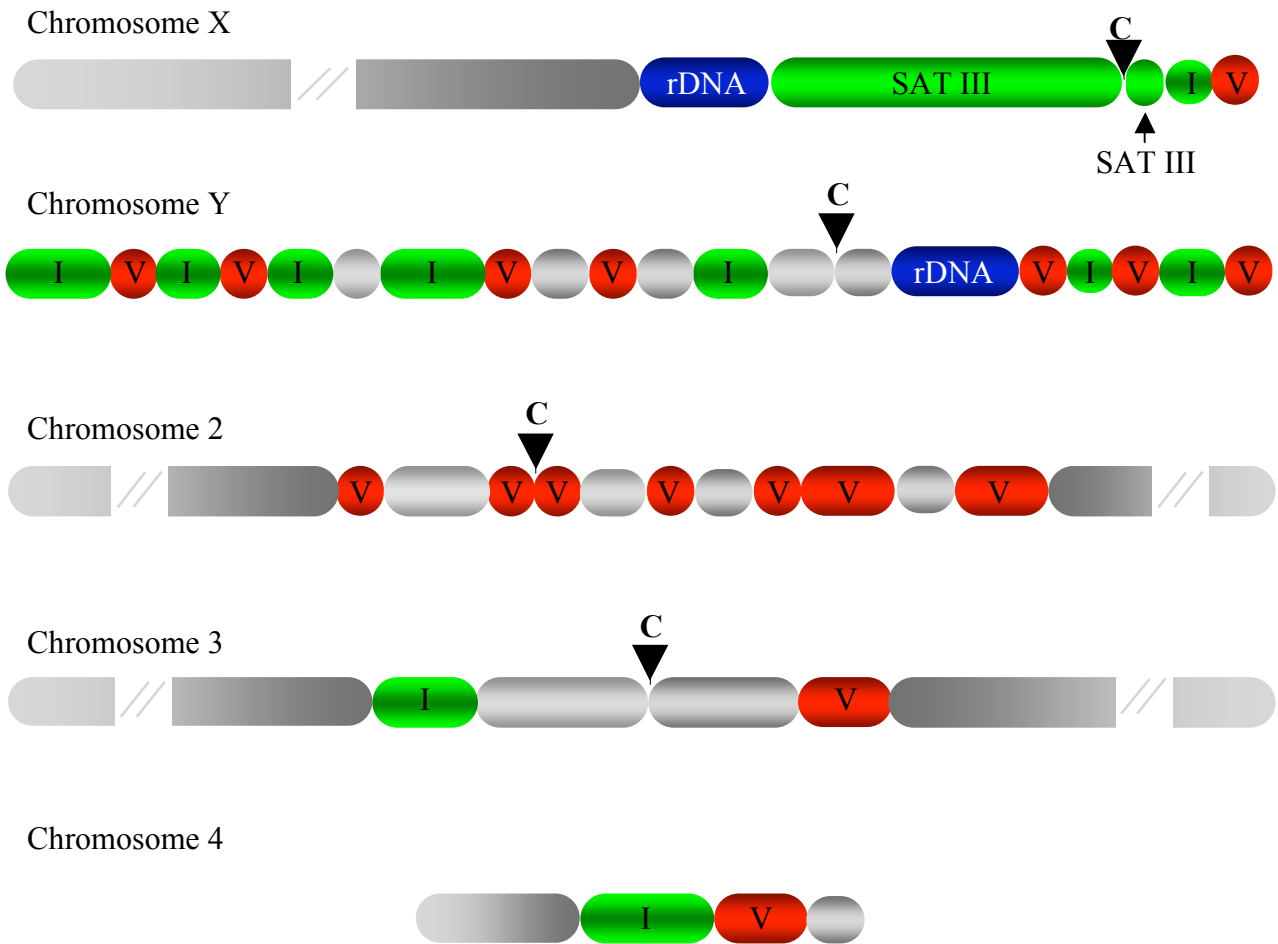 Chromosome X
C
rDNA SAT III I V
SAT III
Chromosome Y
C
I V I V I I V V I rDNA V I V I V
Chromosome 2
C
V V V V V V V
Chromosome 3
C
I V
Chromosome 4
I V